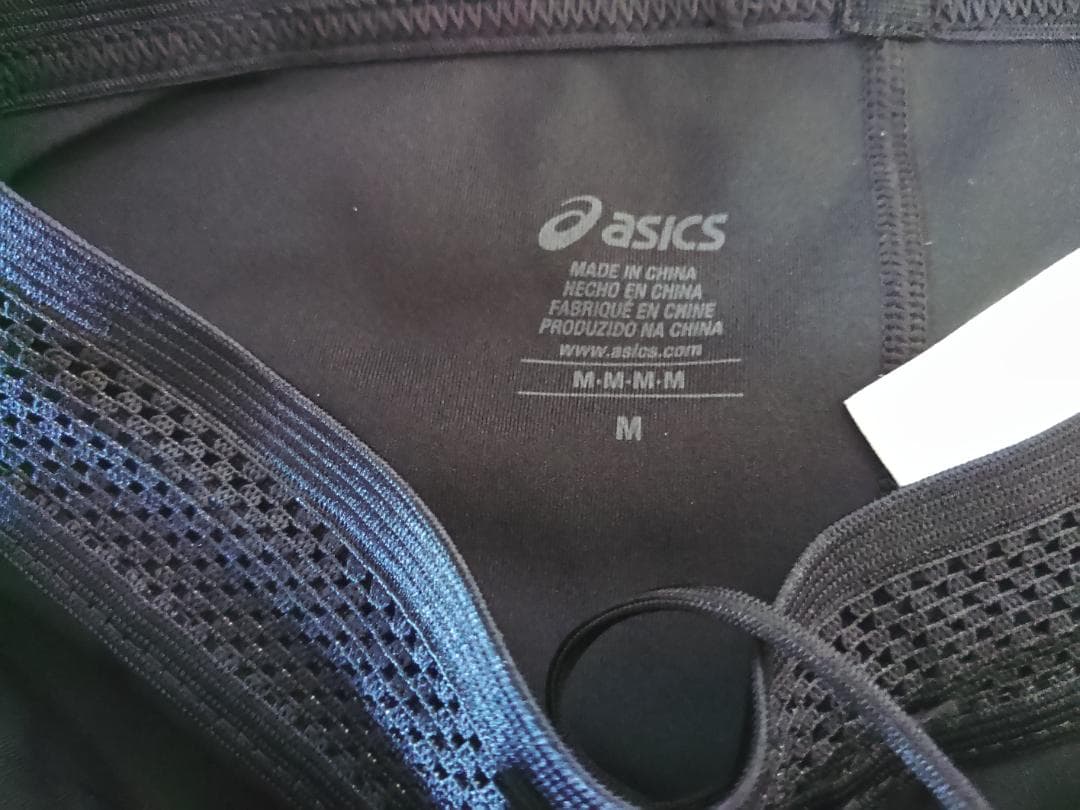 asics
MADE IN CHINA
HECHO EN CHINA
FABRIQUÉ EN CHINE
PRODUZIDO NA CHINA
www.asics.com
M·M·M·M
M